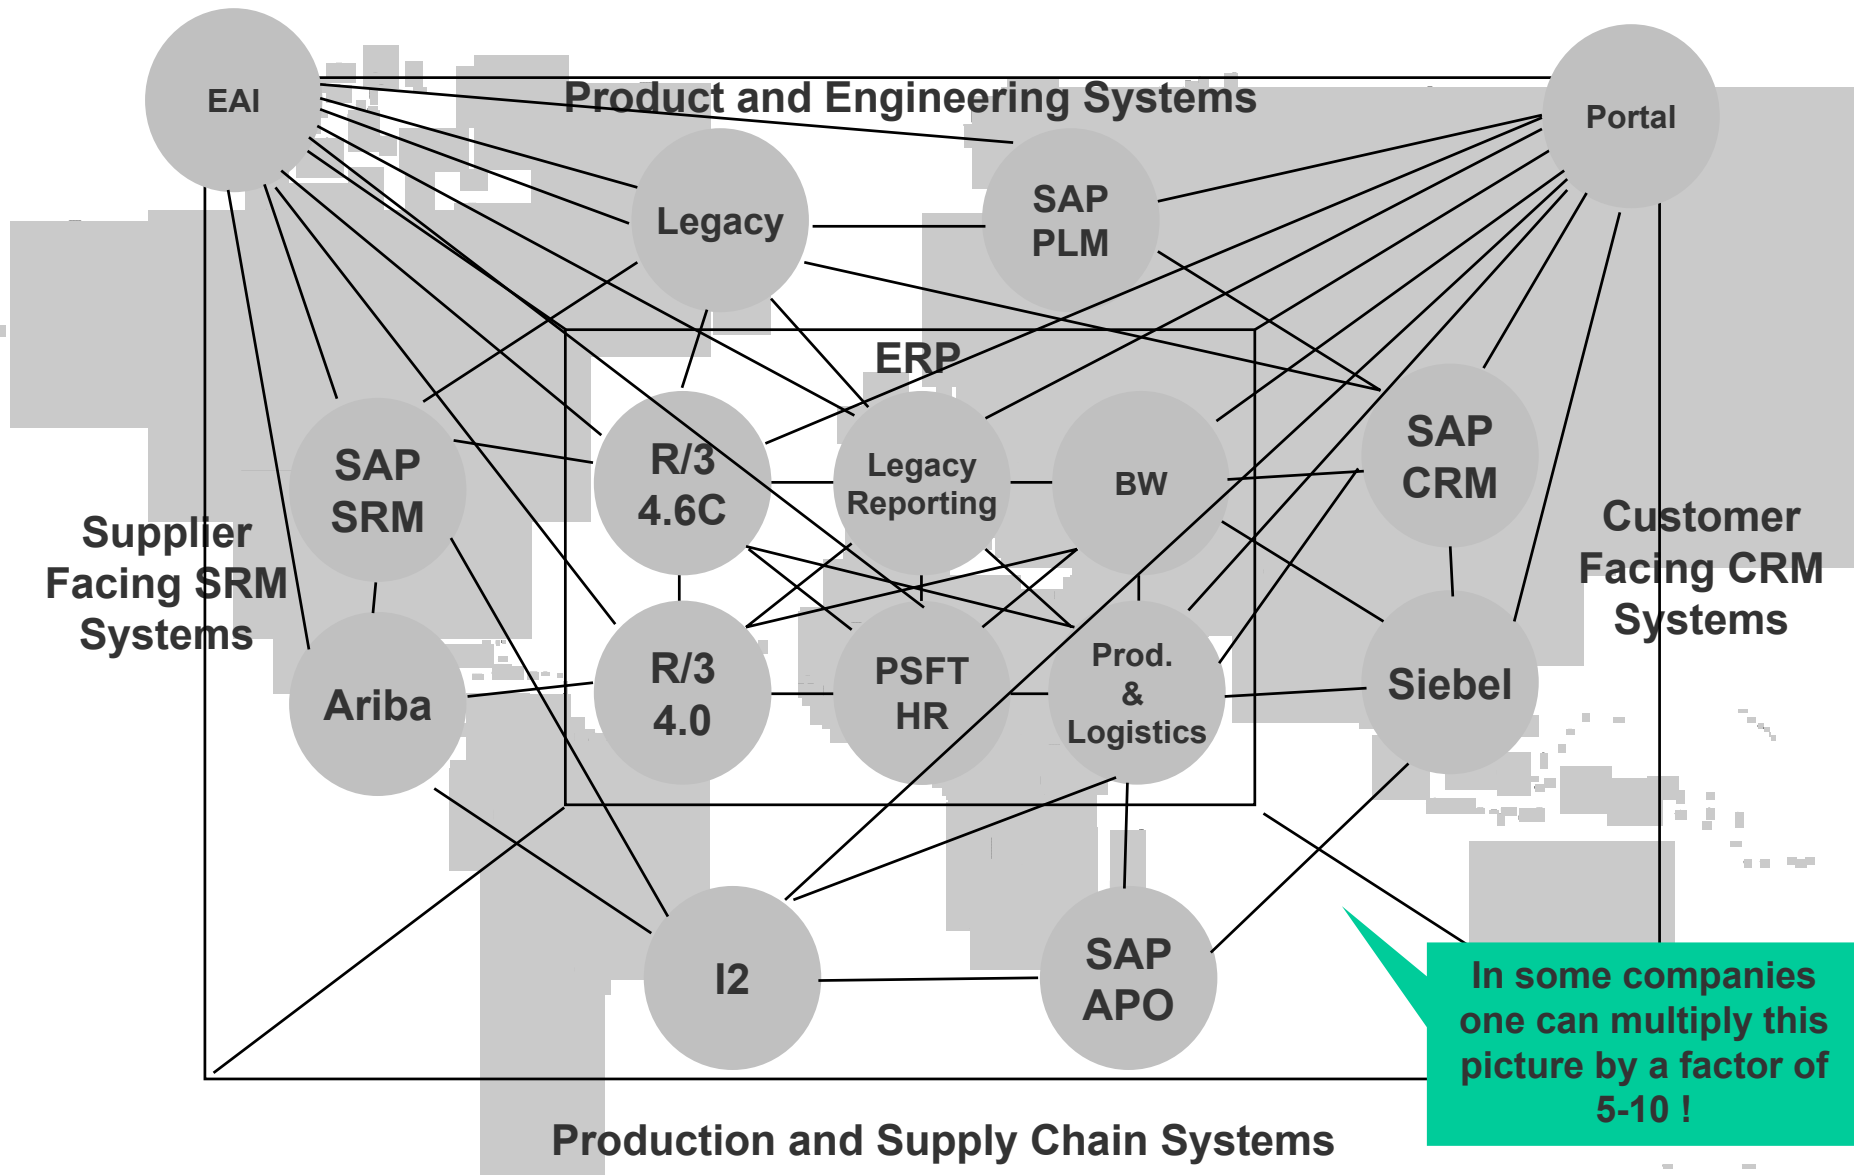 EAI
Product and Engineering Systems
Portal
Legacy
SAP
PLM
ERP
SAP
SRM
R/3
4.6C
Legacy
Reporting
BW
SAP
CRM
Supplier
Facing SRM
Systems
Customer
Facing CRM
Systems
Ariba
R/3
4.0
PSFT
HR
Prod.
&
Logistics
Siebel
I2
SAP
APO
In some companies
one can multiply this
picture by a factor of
5-10 !
Production and Supply Chain Systems